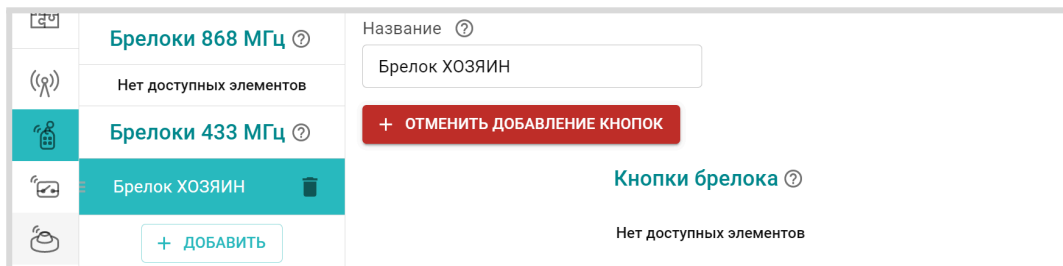 Брелоки 868 МГц
Нет доступных элементов
Брелоки 433 МГц
Брелок ХОЗЯИН
+ ДОБАВИТЬ
Название
Брелок ХОЗЯИН
+ ОТМЕНИТЬ ДОБАВЛЕНИЕ КНОПОК
Кнопки брелока
Нет доступных элементов